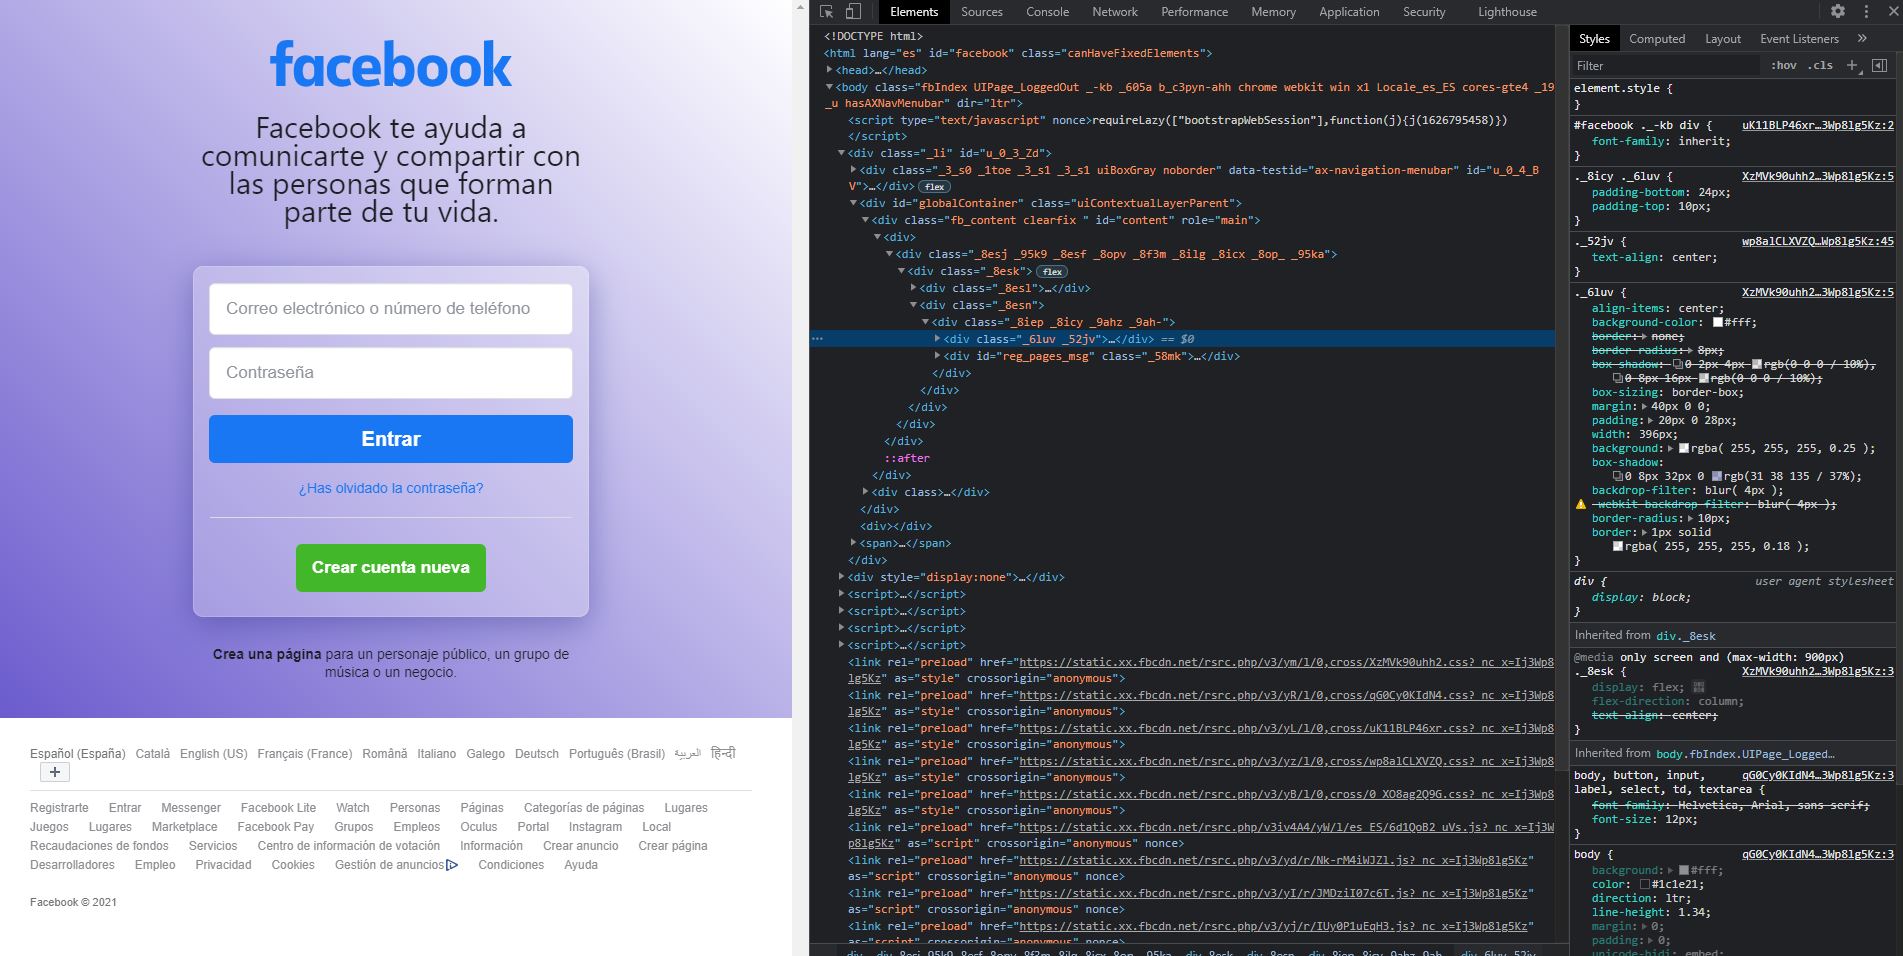 facebook
Facebook te ayuda a
comunicarte y compartir con
las personas que forman
parte de tu vida.
Correo electrónico o número de teléfono
Contraseña
Entrar
¿Has olvidado la contraseña?
Crear cuenta nueva
Crea una página para un personaje público, un grupo de
música o un negocio.
Español (España) Català English (US) Français (France) Română Italiano Galego Deutsch Português (Brasil) العربية हिन्दी
+
Registrarte Entrar Messenger Facebook Lite Watch Personas Páginas Categorías de páginas Lugares
Juegos Lugares Marketplace Facebook Pay Grupos Empleos Oculus Portal Instagram Local
Recaudaciones de fondos Servicios Centro de información de votación Información Crear anuncio Crear página
Desarrolladores Empleo Privacidad Cookies Gestión de anuncios Condiciones Ayuda
Facebook © 2021
Elements Sources Console Network Performance Memory Application Security Lighthouse
<!DOCTYPE html>
<html lang="es" id="facebook" class="canHaveFixedElements">
<head>…</head>
<body class="fbIndex UIPage_LoggedOut _-kb _605a b_c3pyn-ahh chrome webkit win x1 Locale_es_ES cores-gte4 _19
_u hasAXNavMenubar" dir="ltr">
<script type="text/javascript" nonce>requireLazy(["bootstrapWebSession"],function(j){j(1626795458)})
</script>
<div class="_li" id="u_0_3_Zd">
<div class="_3_s0 _1toe _3_s1 _3_s1 uiBoxGray noborder" data-testid="ax-navigation-menubar" id="u_0_4_B
V">…</div> flex
<div id="globalContainer" class="uiContextualLayerParent">
<div class="fb_content clearfix " id="content" role="main">
<div>
<div class="_8esj _95k9 _8esf _8opv _8f3m _8ilg _8icx _8op_ _95ka">
<div class="_8esk"> flex
<div class="_8esl">…</div>
<div class="_8esn">
<div class="_8iep _8icy _9ahz _9ah-">
<div class="_6luv _52jv">…</div> == $0
<div id="reg_pages_msg" class="_58mk">…</div>
</div>
</div>
</div>
</div>
</div>
::after
</div>
<div class>…</div>
</div>
<div></div>
<span>…</span>
</div>
<div style="display:none">…</div>
<script>…</script>
<script>…</script>
<script>…</script>
<script>…</script>
<link rel="preload" href="https://static.xx.fbcdn.net/rsrc.php/v3/ym/l/0,cross/XzMVk90uhh2.css?_nc_x=Ij3Wp8
lg5Kz" as="style" crossorigin="anonymous">
<link rel="preload" href="https://static.xx.fbcdn.net/rsrc.php/v3/yR/l/0,cross/qG0Cy0KIdN4.css?_nc_x=Ij3Wp8
lg5Kz" as="style" crossorigin="anonymous">
<link rel="preload" href="https://static.xx.fbcdn.net/rsrc.php/v3/yL/l/0,cross/uK11BLP46xr.css?_nc_x=Ij3Wp8
lg5Kz" as="style" crossorigin="anonymous">
<link rel="preload" href="https://static.xx.fbcdn.net/rsrc.php/v3/yz/l/0,cross/wp8alCLXVZQ.css?_nc_x=Ij3Wp8
lg5Kz" as="style" crossorigin="anonymous">
<link rel="preload" href="https://static.xx.fbcdn.net/rsrc.php/v3/yB/l/0,cross/0_XO8ag2Q9G.css?_nc_x=Ij3Wp8
lg5Kz" as="style" crossorigin="anonymous">
<link rel="preload" href="https://static.xx.fbcdn.net/rsrc.php/v3iv4A4/yW/l/es_ES/6d1QoB2_uVs.js?_nc_x=Ij3W
p8lg5Kz" as="script" crossorigin="anonymous" nonce>
<link rel="preload" href="https://static.xx.fbcdn.net/rsrc.php/v3/yd/r/Nk-rM4iWJZl.js?_nc_x=Ij3Wp8lg5Kz"
as="script" crossorigin="anonymous" nonce>
<link rel="preload" href="https://static.xx.fbcdn.net/rsrc.php/v3/yI/r/JMDziI07c6T.js?_nc_x=Ij3Wp8lg5Kz"
as="script" crossorigin="anonymous" nonce>
<link rel="preload" href="https://static.xx.fbcdn.net/rsrc.php/v3/yj/r/IUy0P1uEqH3.js?_nc_x=Ij3Wp8lg5Kz"
as="script" crossorigin="anonymous" nonce>
Styles Computed Layout Event Listeners »
Filter :hov .cls +
element.style {
}
#facebook ._-kb div { uK11BLP46xr…3Wp8lg5Kz:2
font-family: inherit;
}
._8icy ._6luv { XzMVk90uhh2…3Wp8lg5Kz:5
padding-bottom: 24px;
padding-top: 10px;
}
._52jv { wp8alCLXVZQ…Wp8lg5Kz:45
text-align: center;
}
._6luv { XzMVk90uhh2…3Wp8lg5Kz:5
align-items: center;
background-color: #fff;
border: none;
border-radius: 8px;
box-shadow: 0 2px 4px rgb(0 0 0 / 10%),
0 8px 16px rgb(0 0 0 / 10%);
box-sizing: border-box;
margin: 40px 0 0;
padding: 20px 0 28px;
width: 396px;
background: rgba( 255, 255, 255, 0.25 );
box-shadow:
0 8px 32px 0 rgb(31 38 135 / 37%);
backdrop-filter: blur( 4px );
-webkit-backdrop-filter: blur( 4px );
border-radius: 10px;
border: 1px solid
rgba( 255, 255, 255, 0.18 );
}
div { user agent stylesheet
display: block;
}
Inherited from div._8esk
@media only screen and (max-width: 900px)
._8esk { XzMVk90uhh2…3Wp8lg5Kz:3
display: flex;
flex-direction: column;
text-align: center;
}
Inherited from body.fbIndex.UIPage_Logged…
body, button, input, qG0Cy0KIdN4…3Wp8lg5Kz:3
label, select, td, textarea {
font-family: Helvetica, Arial, sans-serif;
font-size: 12px;
}
body { qG0Cy0KIdN4…3Wp8lg5Kz:3
background: #fff;
color: #1c1e21;
direction: ltr;
line-height: 1.34;
margin: 0;
padding: 0;
unicode-bidi: embed;